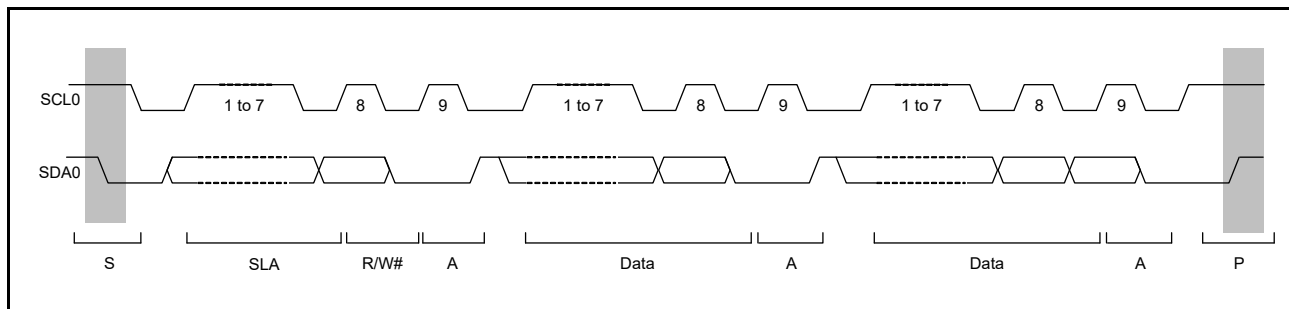 SCL0
1 to 7 8 9 1 to 7 8 9 1 to 7 8 9
SDA0
S SLA R/W# A Data A Data A P